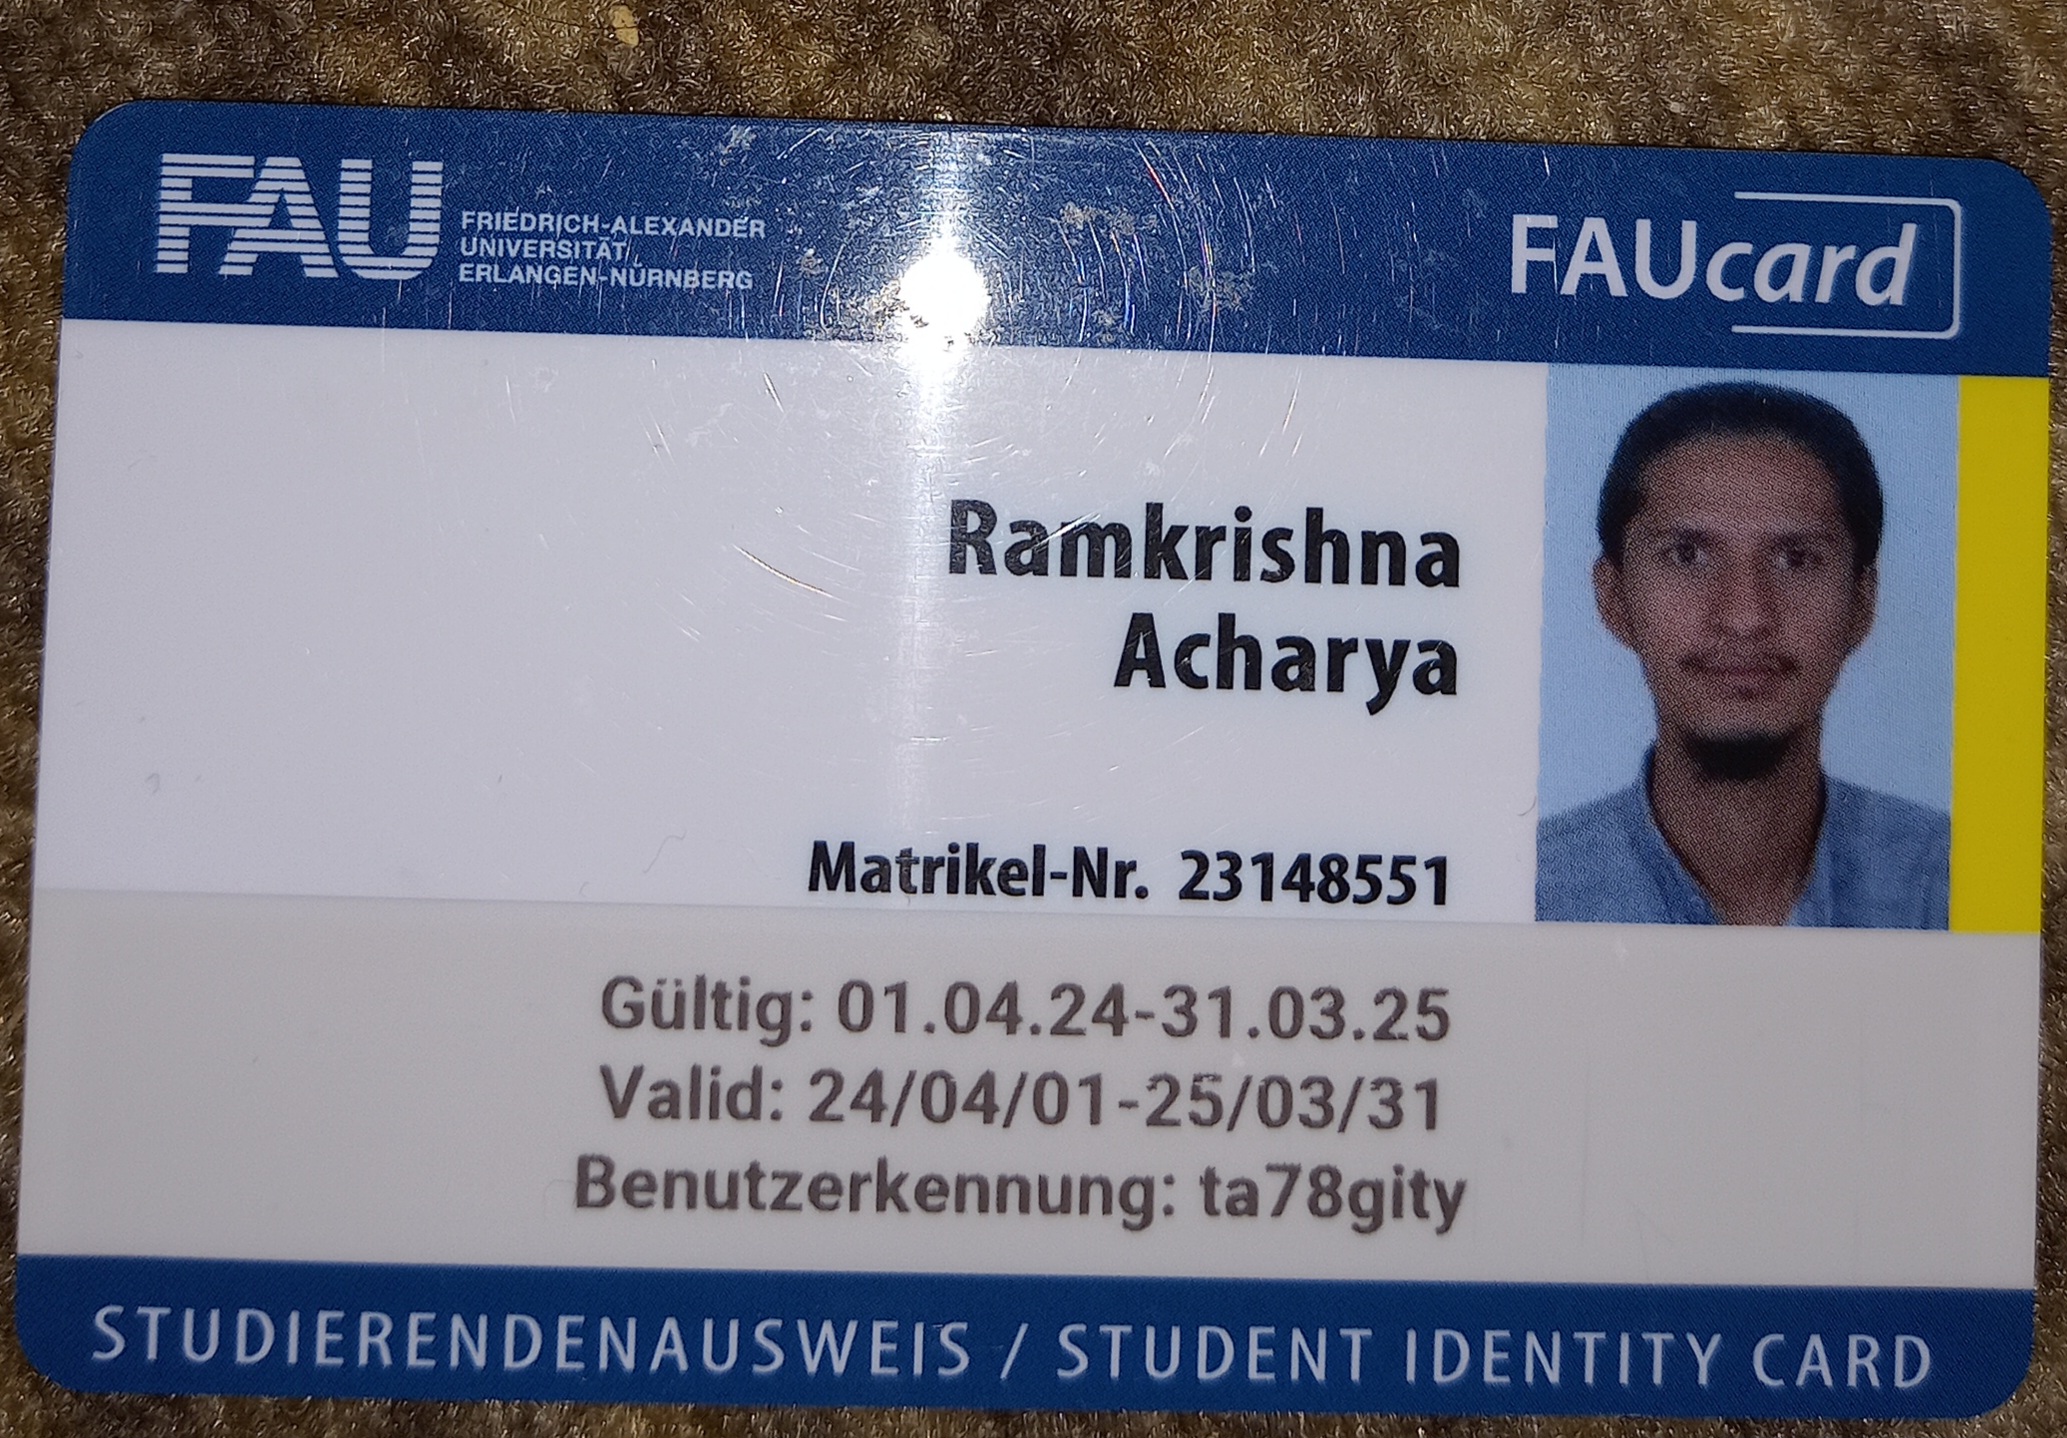 FAU
FRIEDRICH-ALEXANDER
UNIVERSITÄT
ERLANGEN-NÜRNBERG
FAUcard
Ramkrishna
Acharya
Matrikel-Nr. 23148551
Gültig: 01.04.24-31.03.25
Valid: 24/04/01-25/03/31
Benutzerkennung: ta78gity
STUDIERENDENAUSWEIS / STUDENT IDENTITY CARD